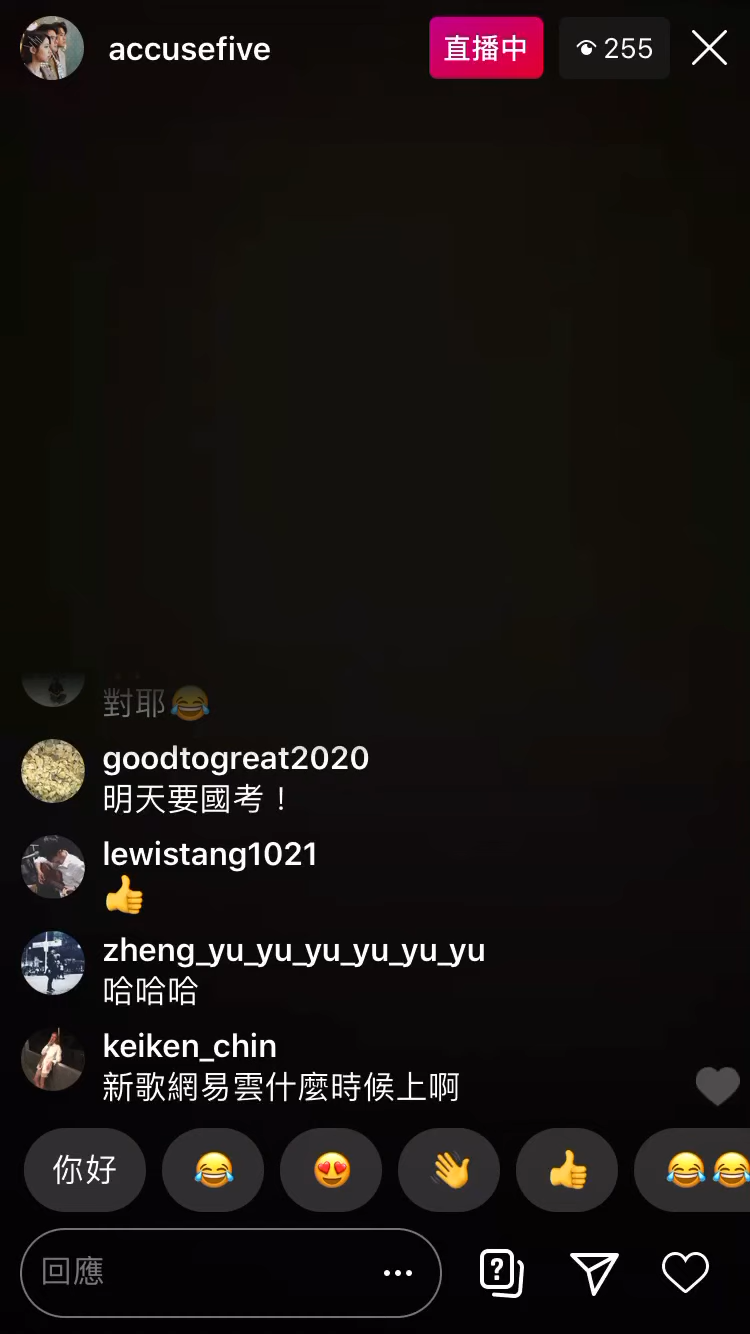 accusefive
直播中
255
對耶😂
goodtogreat2020
明天要國考！
lewistang1021
👍
zheng_yu_yu_yu_yu_yu_yu
哈哈哈
keiken_chin
新歌網易雲什麼時候上啊
你好
😂
😍
👋
👍
😂😂
回應